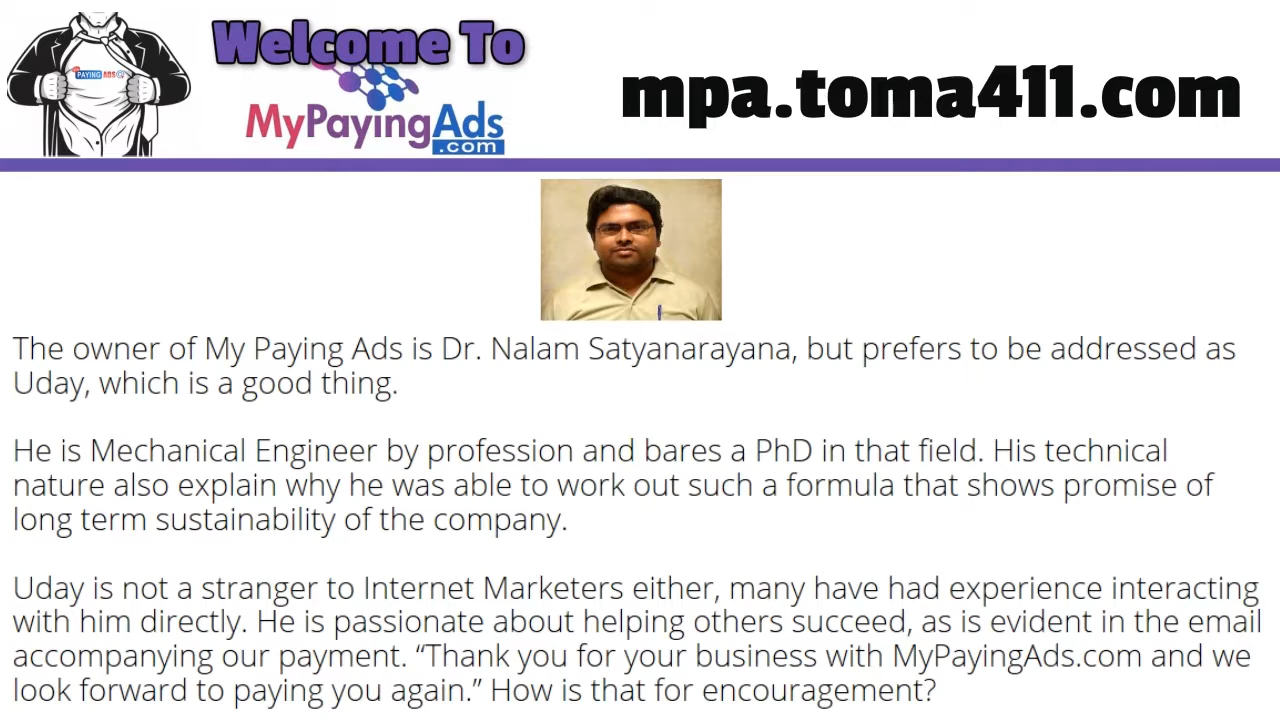 Welcome To
PAYING ADS
MyPayingAds
.com
mpa.toma411.com
The owner of My Paying Ads is Dr. Nalam Satyanarayana, but prefers to be addressed as
Uday, which is a good thing.
He is Mechanical Engineer by profession and bares a PhD in that field. His technical
nature also explain why he was able to work out such a formula that shows promise of
long term sustainability of the company.
Uday is not a stranger to Internet Marketers either, many have had experience interacting
with him directly. He is passionate about helping others succeed, as is evident in the email
accompanying our payment. “Thank you for your business with MyPayingAds.com and we
look forward to paying you again.” How is that for encouragement?